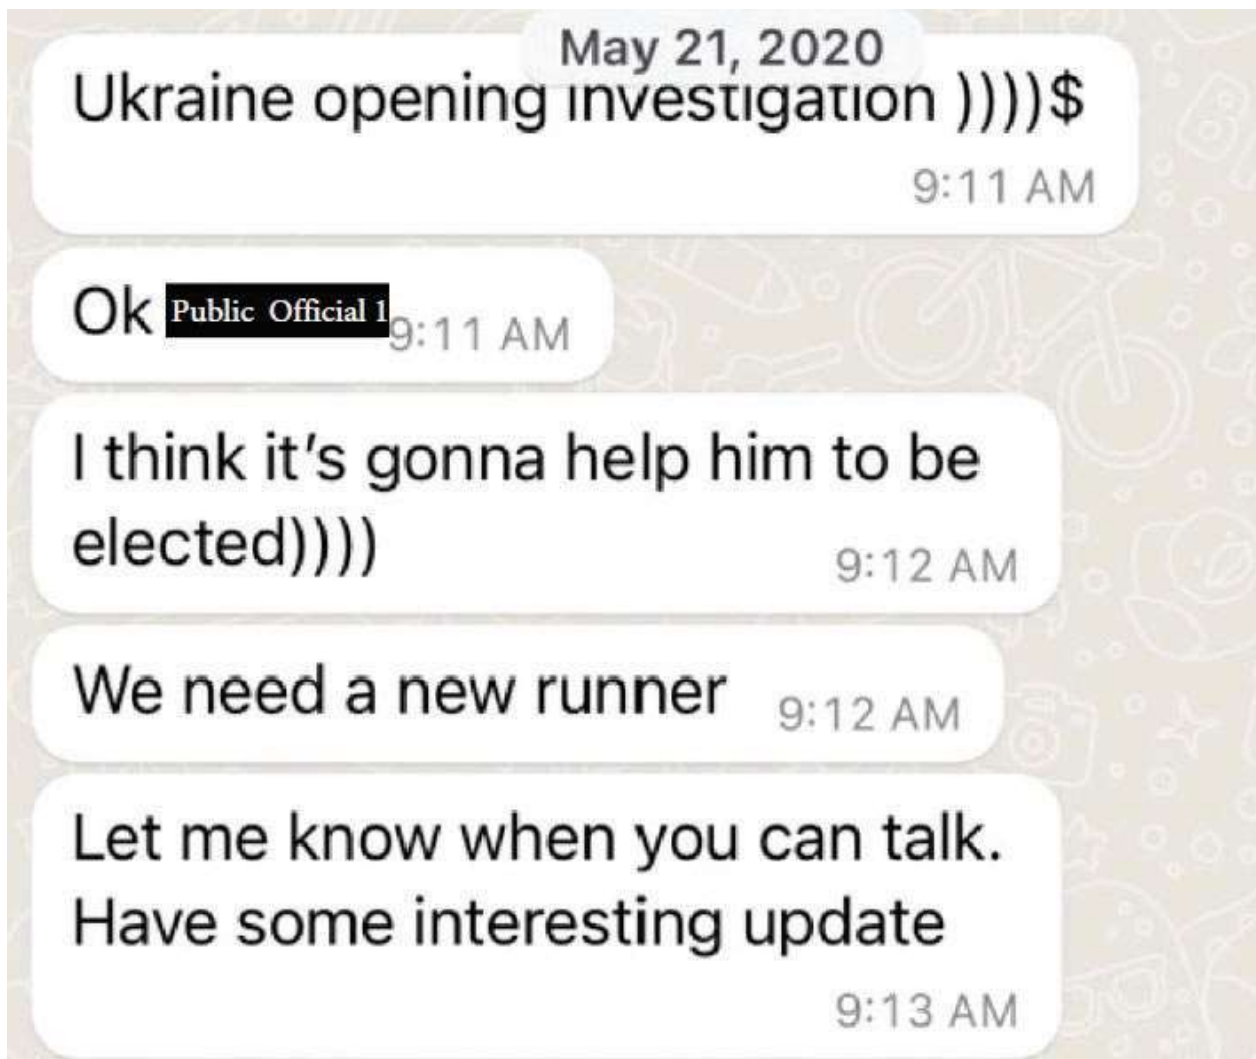 May 21, 2020
Ukraine opening investigation ))))$
9:11 AM
Ok Public Official 1 9:11 AM
I think it's gonna help him to be
elected))))
9:12 AM
We need a new runner 9:12 AM
Let me know when you can talk.
Have some interesting update
9:13 AM